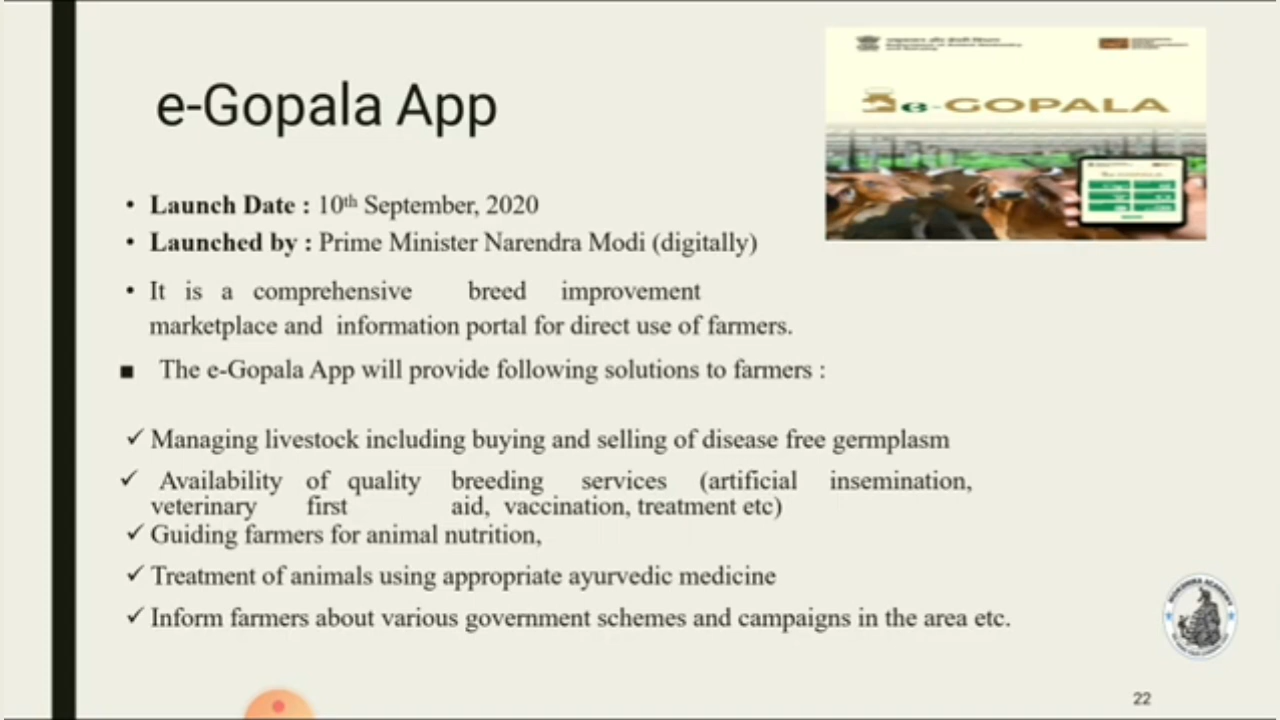 e-Gopala App
e-GOPALA
• Launch Date : 10th September, 2020
• Launched by : Prime Minister Narendra Modi (digitally)
• It is a comprehensive breed improvement
marketplace and information portal for direct use of farmers.
■ The e-Gopala App will provide following solutions to farmers :
✓ Managing livestock including buying and selling of disease free germplasm
✓ Availability of quality breeding services (artificial insemination,
veterinary first aid, vaccination, treatment etc)
✓ Guiding farmers for animal nutrition,
✓ Treatment of animals using appropriate ayurvedic medicine
✓ Inform farmers about various government schemes and campaigns in the area etc.
22